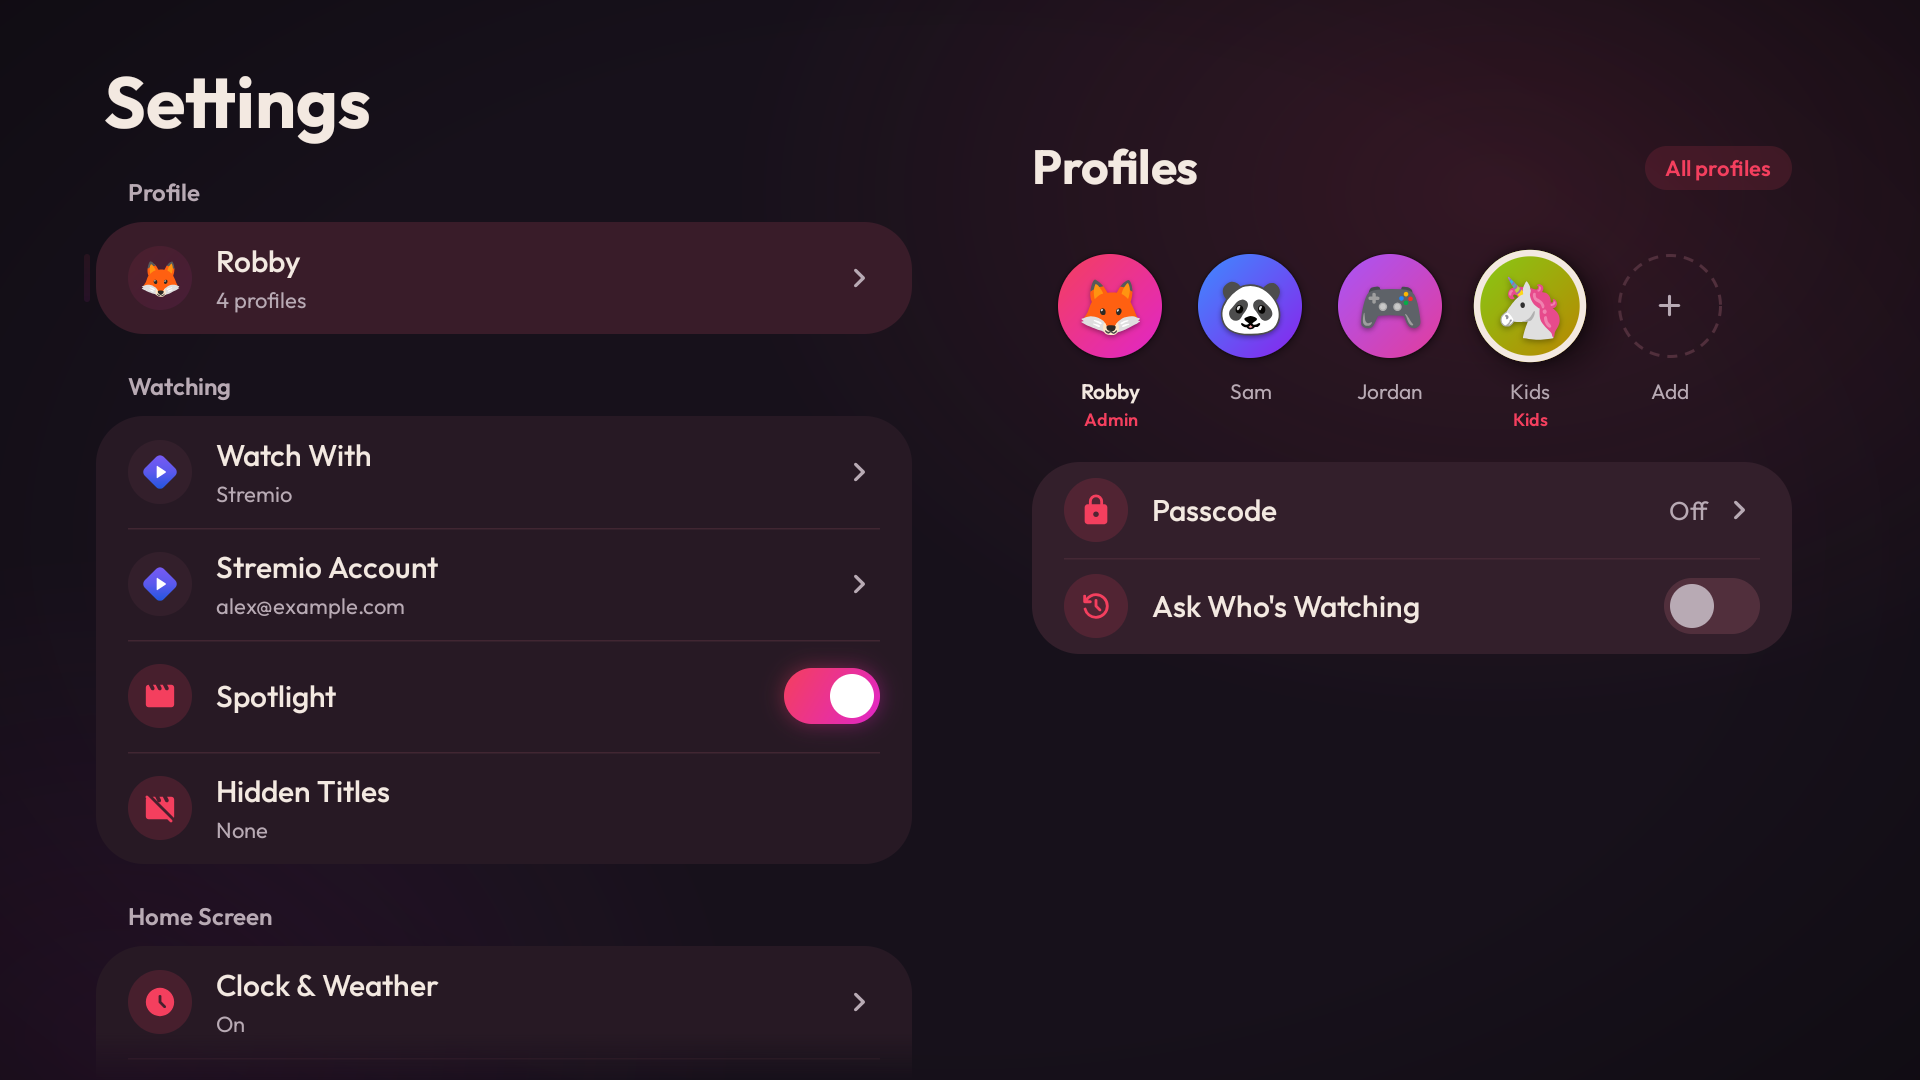 Settings
Profile
Robby
4 profiles
Watching
Watch With
Stremio
Stremio Account
alex@example.com
Spotlight
Hidden Titles
None
Home Screen
Clock & Weather
On
Profiles
All profiles
Robby
Admin
Sam
Jordan
Kids
Kids
Add
Passcode
Off
Ask Who's Watching